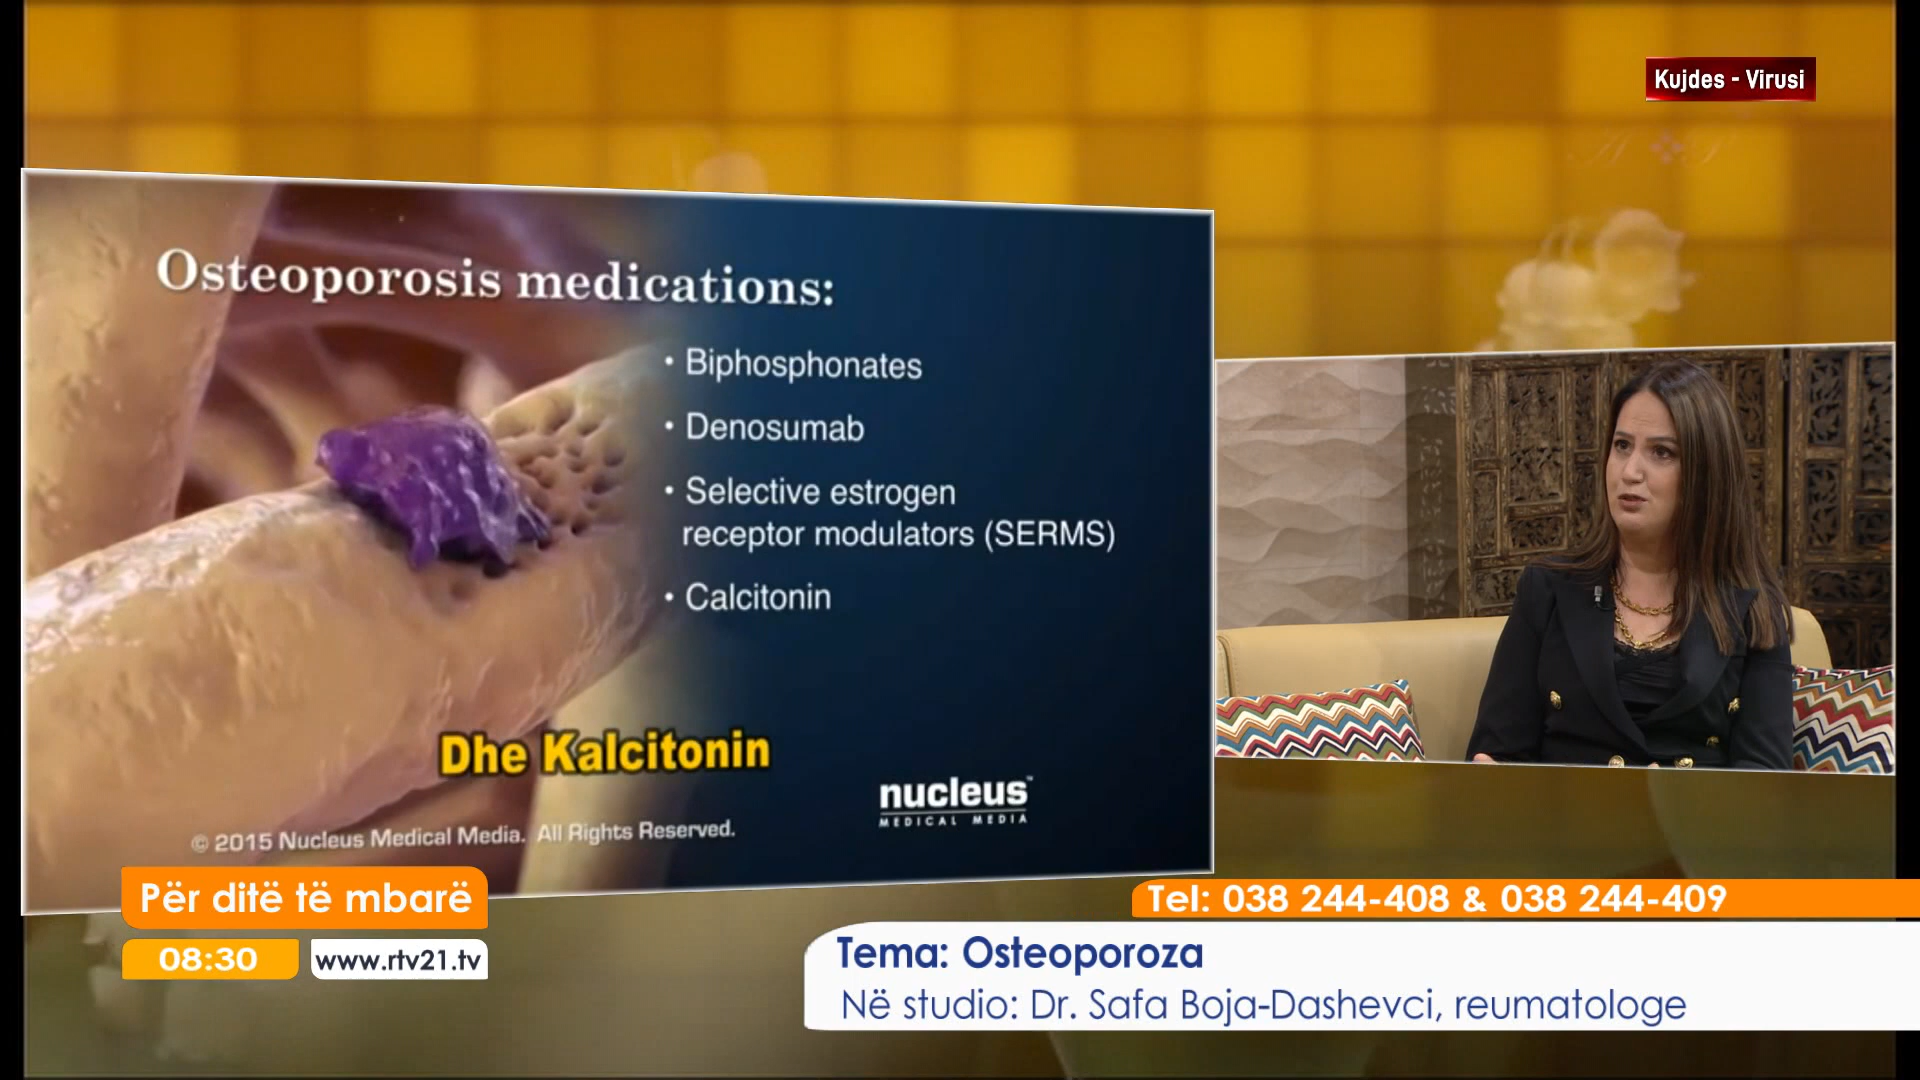 Kujdes - Virusi
Osteoporosis medications:
• Biphosphonates
• Denosumab
• Selective estrogen
receptor modulators (SERMS)
• Calcitonin
Dhe Kalcitonin
nucleus™
MEDICAL MEDIA
© 2015 Nucleus Medical Media. All Rights Reserved.
Për ditë të mbarë
08:30
www.rtv21.tv
Tel: 038 244-408 & 038 244-409
Tema: Osteoporoza
Në studio: Dr. Safa Boja-Dashevci, reumatologe